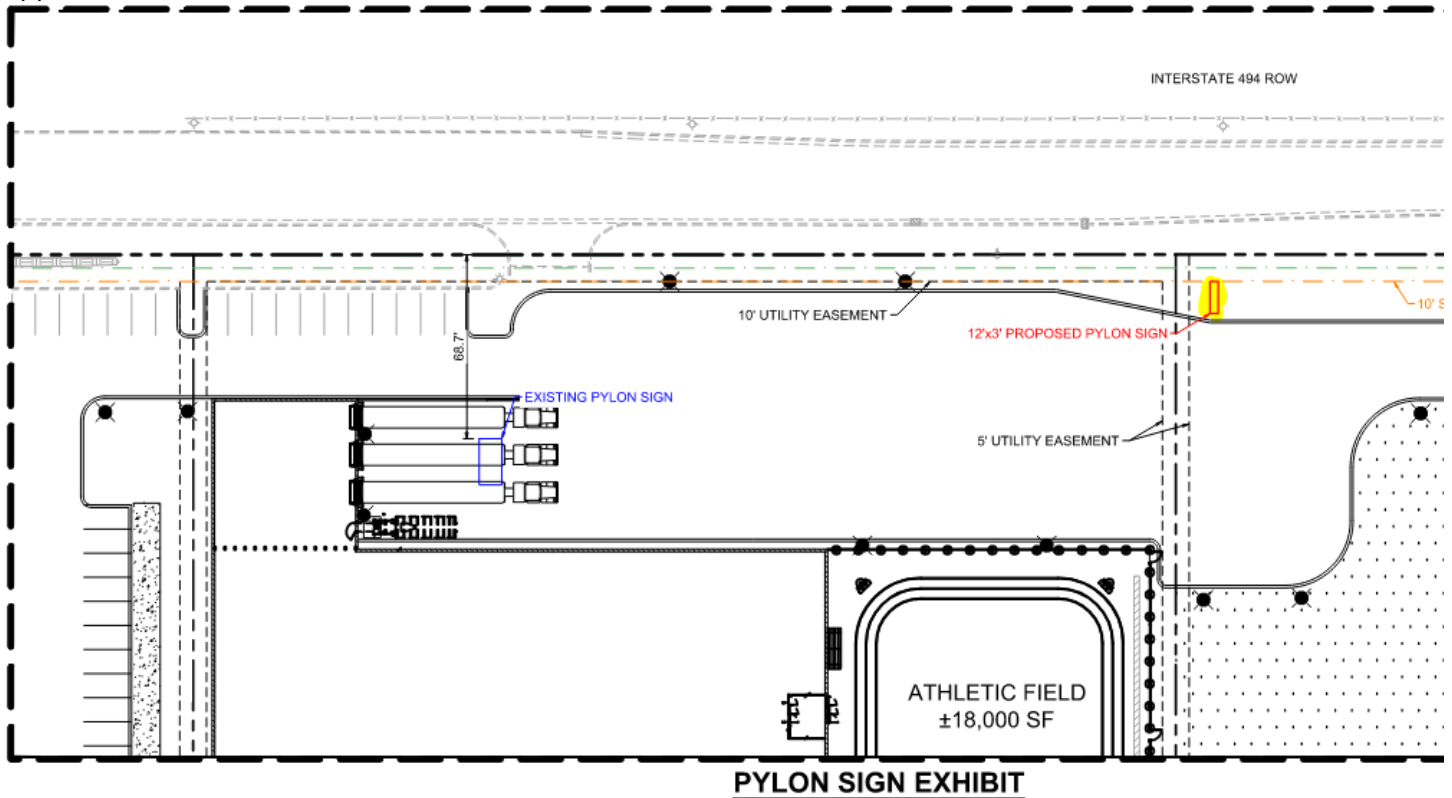 INTERSTATE 494 ROW
10' UTILITY EASEMENT
10' S
12'x3' PROPOSED PYLON SIGN
68.7'
EXISTING PYLON SIGN
5' UTILITY EASEMENT
ATHLETIC FIELD
±18,000 SF
PYLON SIGN EXHIBIT